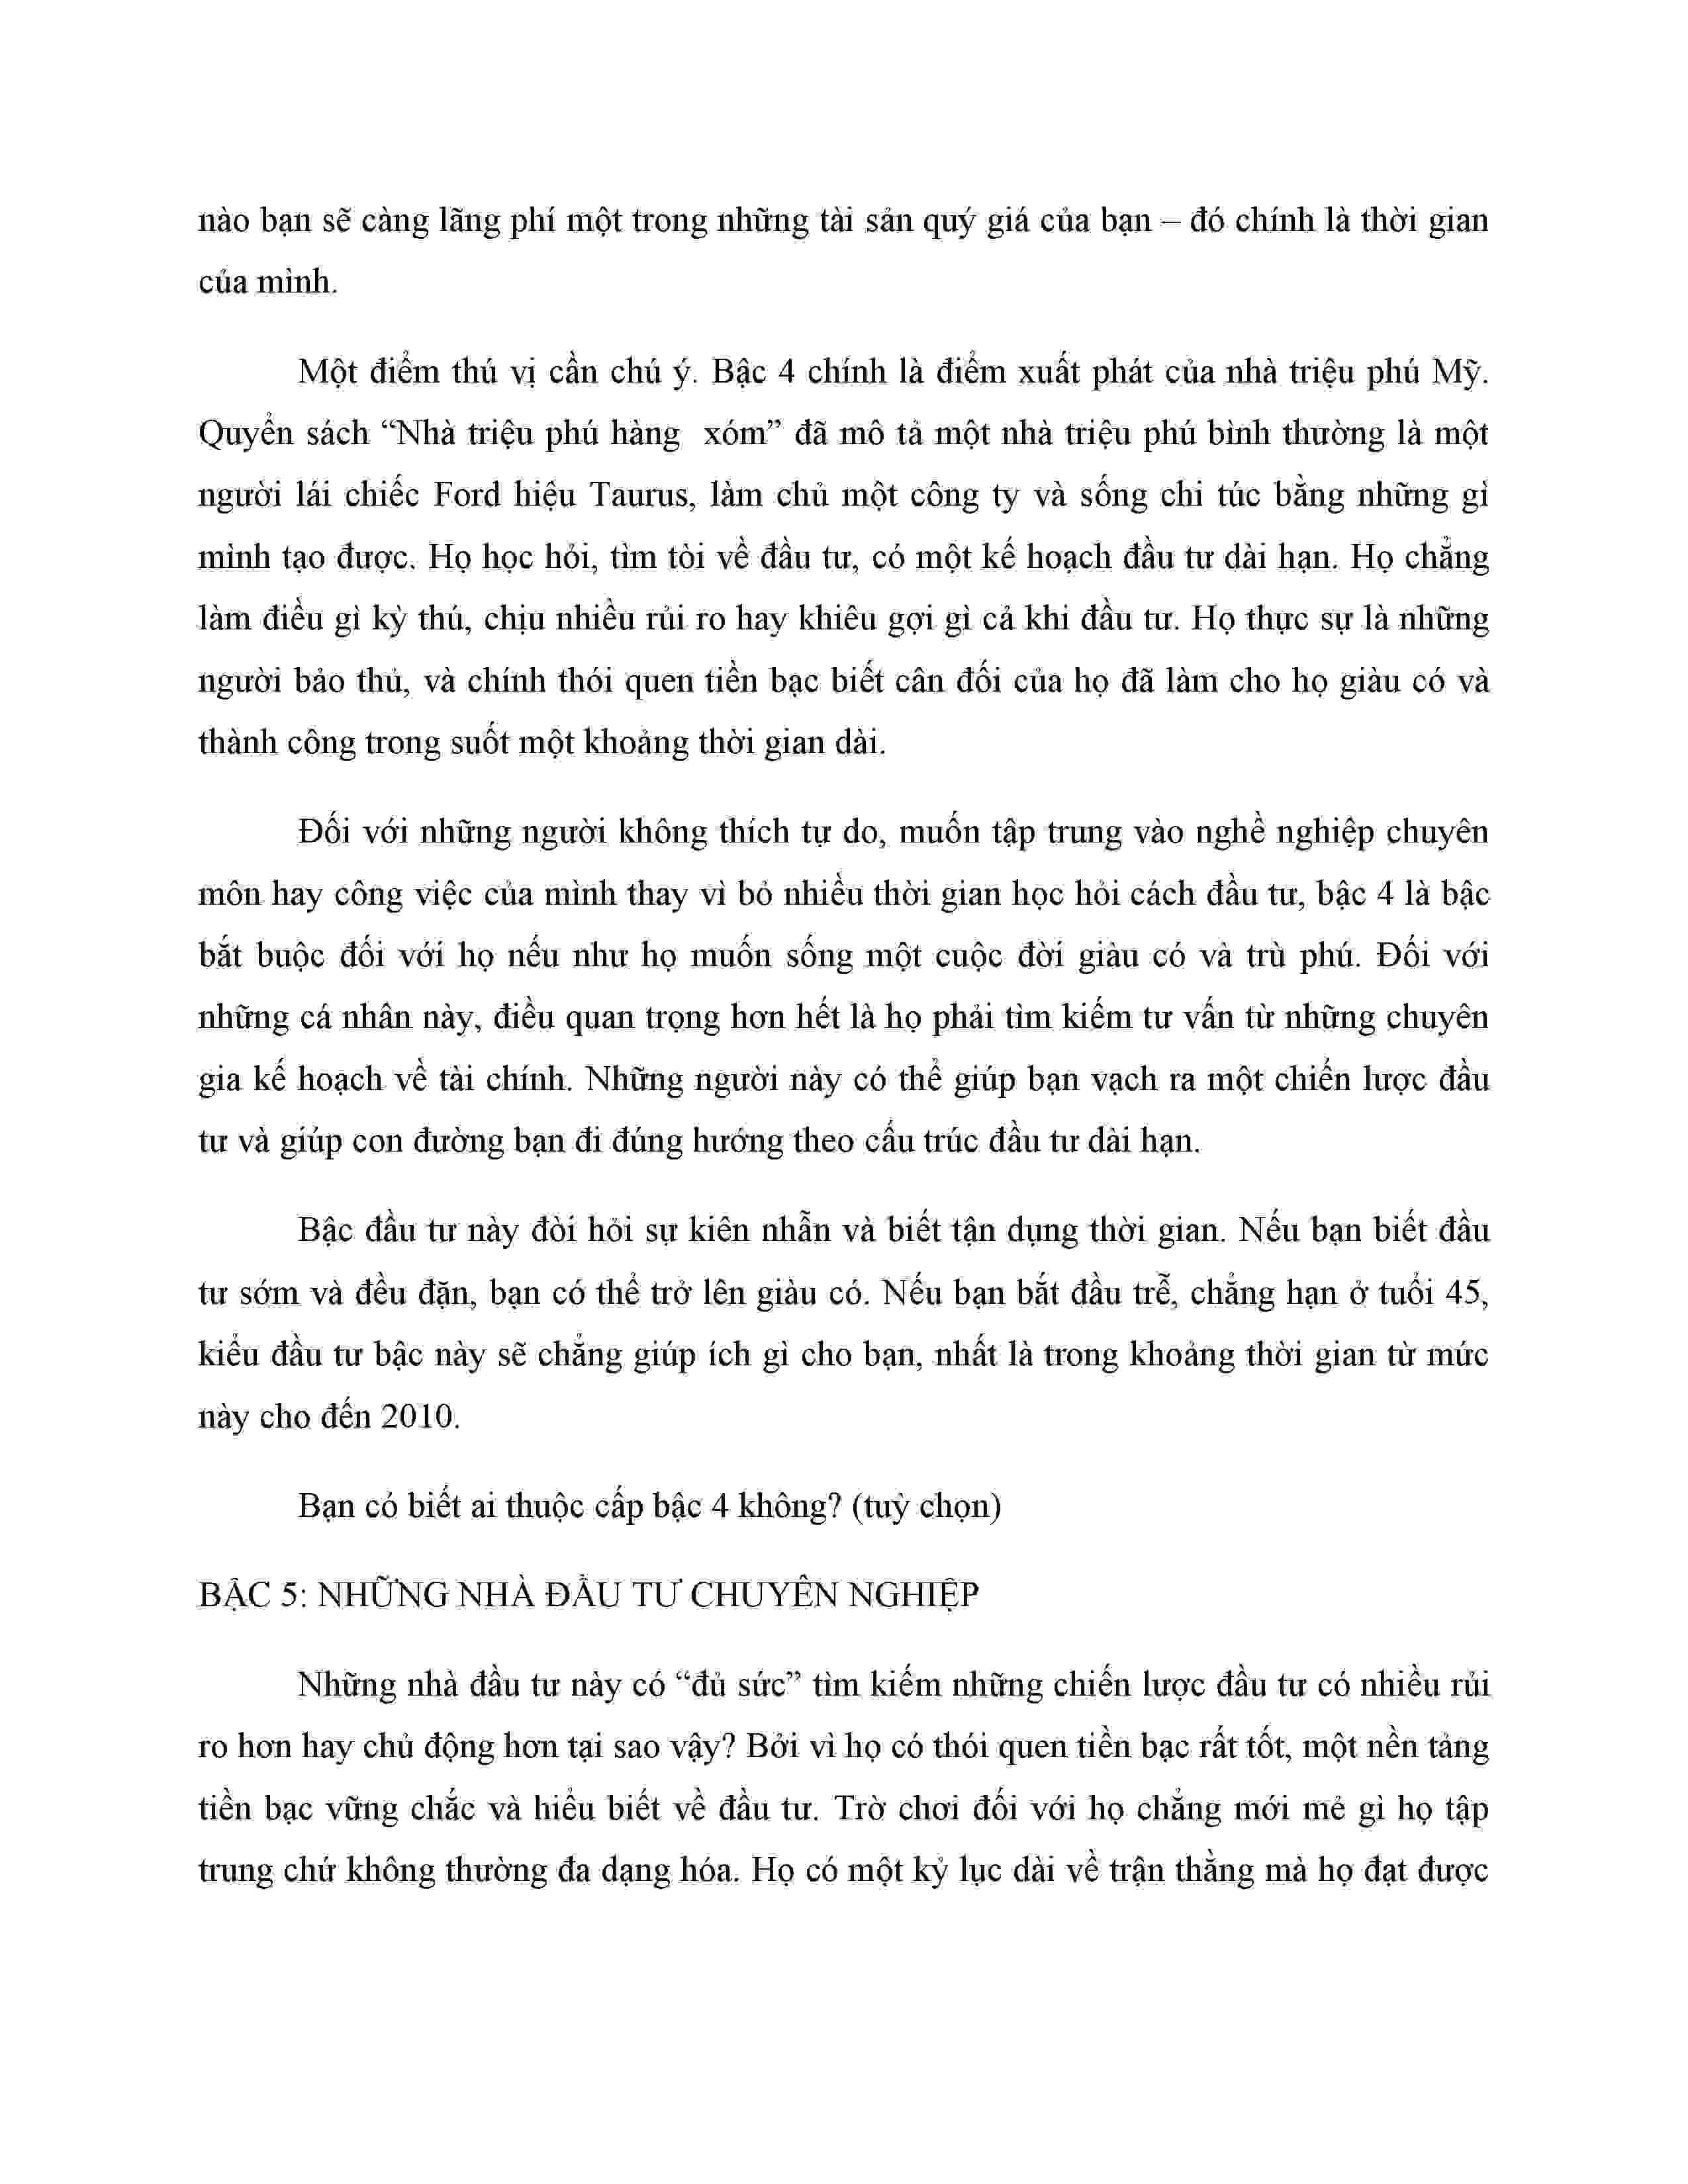 nào bạn sẽ càng lãng phí một trong những tài sản quý giá của bạn – đó chính là thời gian
của mình.
Một điểm thú vị cần chú ý. Bậc 4 chính là điểm xuất phát của nhà triệu phú Mỹ.
Quyển sách “Nhà triệu phú hàng xóm” đã mô tả một nhà triệu phú bình thường là một
người lái chiếc Ford hiệu Taurus, làm chủ một công ty và sống chi túc bằng những gì
mình tạo được. Họ học hỏi, tìm tòi về đầu tư, có một kế hoạch đầu tư dài hạn. Họ chẳng
làm điều gì kỳ thú, chịu nhiều rủi ro hay khiêu gợi gì cả khi đầu tư. Họ thực sự là những
người bảo thủ, và chính thói quen tiền bạc biết cân đối của họ đã làm cho họ giàu có và
thành công trong suốt một khoảng thời gian dài.
Đối với những người không thích tự do, muốn tập trung vào nghề nghiệp chuyên
môn hay công việc của mình thay vì bỏ nhiều thời gian học hỏi cách đầu tư, bậc 4 là bậc
bắt buộc đối với họ nếu như họ muốn sống một cuộc đời giàu có và trù phú. Đối với
những cá nhân này, điều quan trọng hơn hết là họ phải tìm kiếm tư vấn từ những chuyên
gia kế hoạch về tài chính. Những người này có thể giúp bạn vạch ra một chiến lược đầu
tư và giúp con đường bạn đi đúng hướng theo cấu trúc đầu tư dài hạn.
Bậc đầu tư này đòi hỏi sự kiên nhẫn và biết tận dụng thời gian. Nếu bạn biết đầu
tư sớm và đều đặn, bạn có thể trở lên giàu có. Nếu bạn bắt đầu trễ, chẳng hạn ở tuổi 45,
kiểu đầu tư bậc này sẽ chẳng giúp ích gì cho bạn, nhất là trong khoảng thời gian từ mức
này cho đến 2010.
Bạn có biết ai thuộc cấp bậc 4 không? (tuỳ chọn)
BẬC 5: NHỮNG NHÀ ĐẦU TƯ CHUYÊN NGHIỆP
Những nhà đầu tư này có “đủ sức” tìm kiếm những chiến lược đầu tư có nhiều rủi
ro hơn hay chủ động hơn tại sao vậy? Bởi vì họ có thói quen tiền bạc rất tốt, một nền tảng
tiền bạc vững chắc và hiểu biết về đầu tư. Trờ chơi đối với họ chẳng mới mẻ gì họ tập
trung chứ không thường đa dạng hóa. Họ có một kỷ lục dài về trận thằng mà họ đạt được